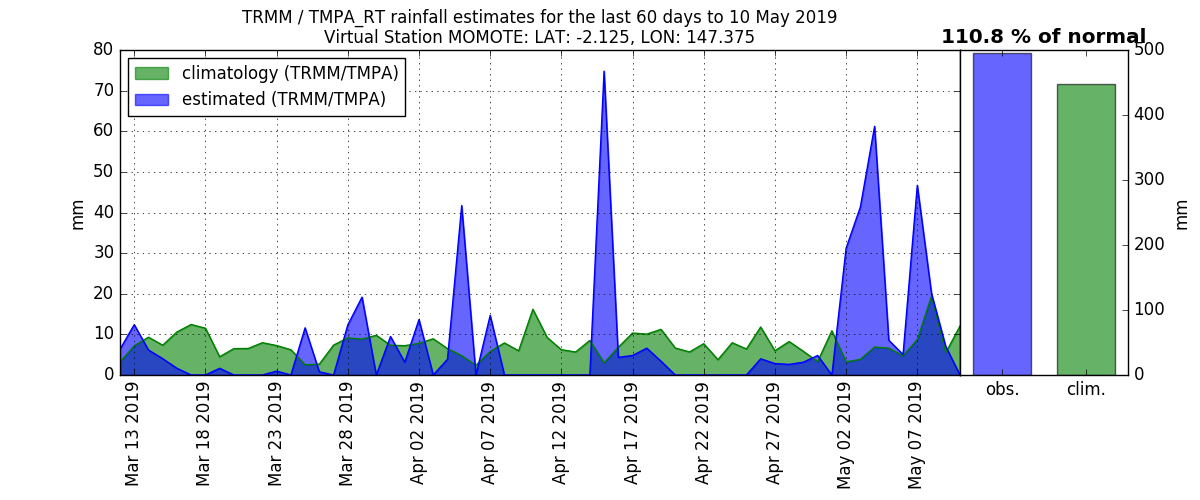 TRMM / TMPA_RT rainfall estimates for the last 60 days to 10 May 2019
Virtual Station MOMOTE: LAT: -2.125, LON: 147.375
110.8 % of normal
climatology (TRMM/TMPA)
estimated (TRMM/TMPA)
mm
80
70
60
50
40
30
20
10
0
Mar 13 2019
Mar 18 2019
Mar 23 2019
Mar 28 2019
Apr 02 2019
Apr 07 2019
Apr 12 2019
Apr 17 2019
Apr 22 2019
Apr 27 2019
May 02 2019
May 07 2019
obs.
clim.
500
400
300
200
100
0
mm